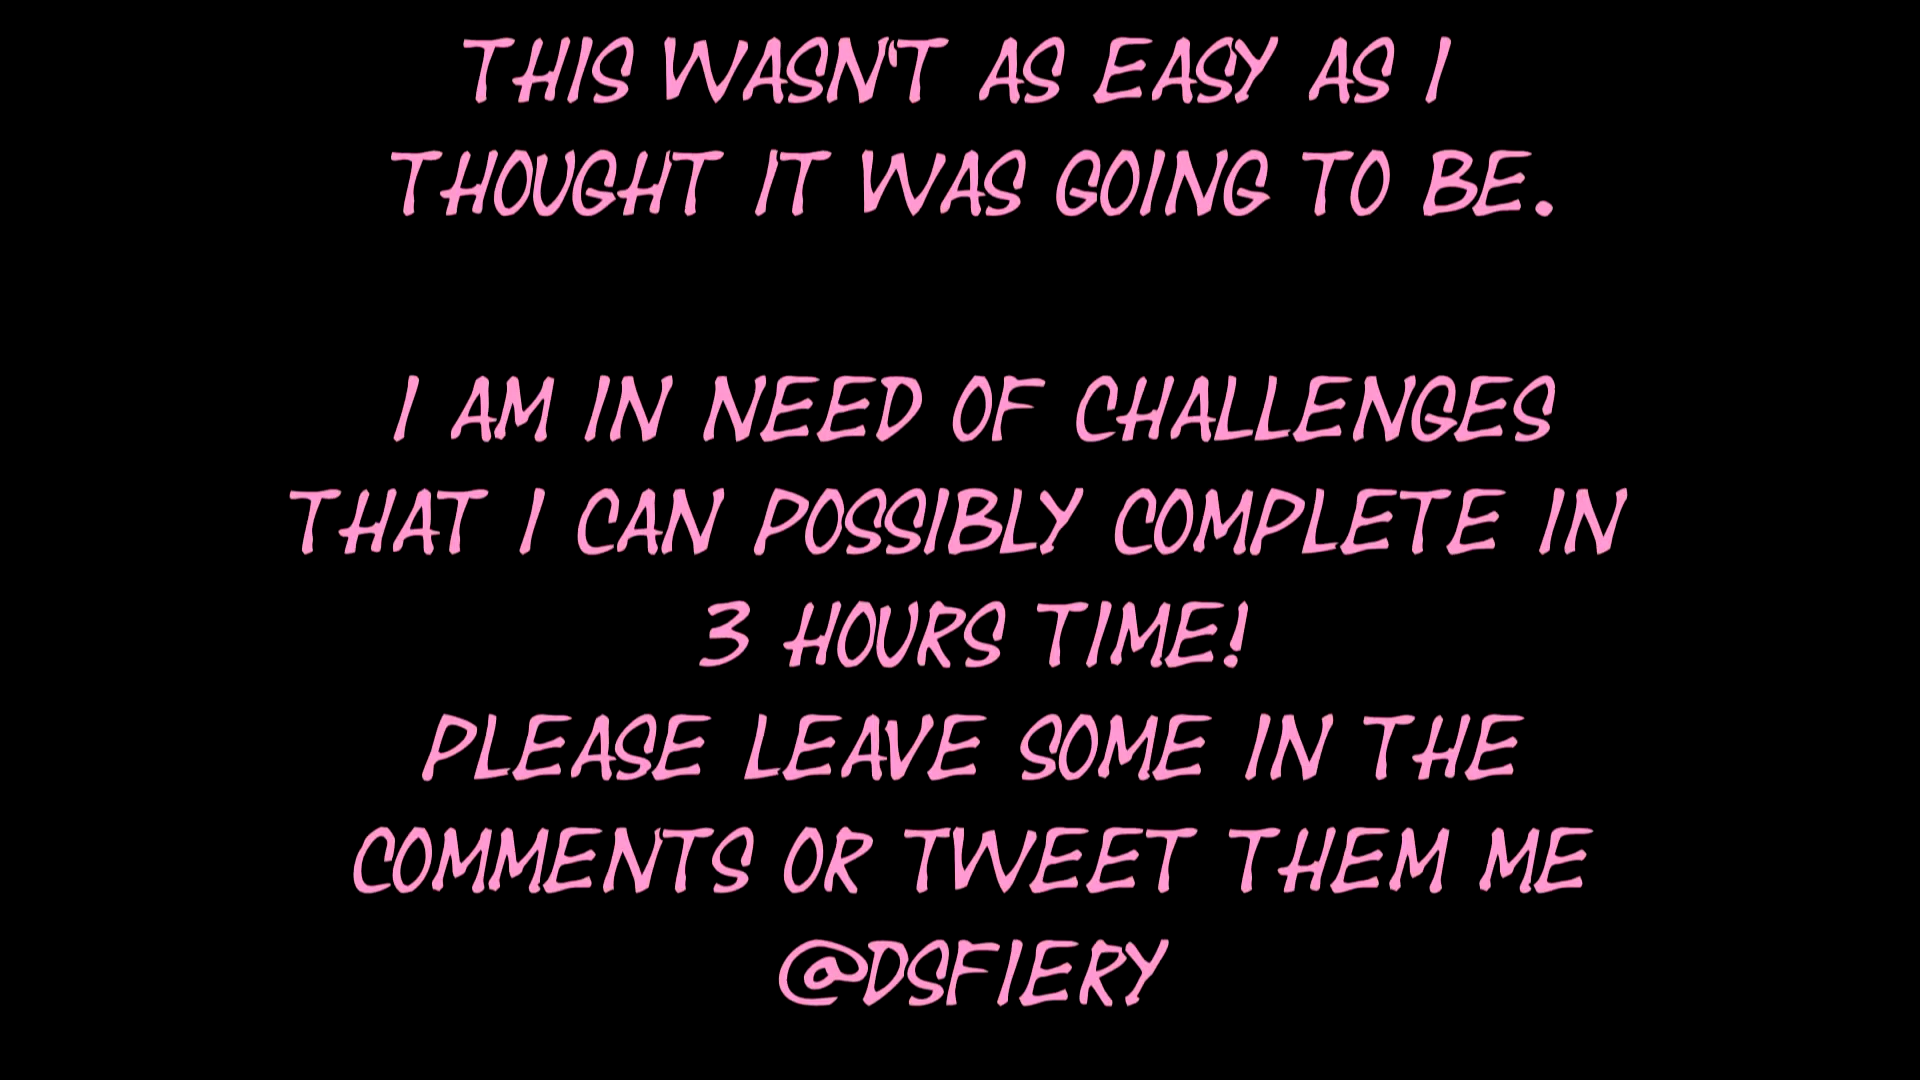 THIS WASN'T AS EASY AS I
THOUGHT IT WAS GOING TO BE.
I AM IN NEED OF CHALLENGES
THAT I CAN POSSIBLY COMPLETE IN
3 HOURS TIME!
PLEASE LEAVE SOME IN THE
COMMENTS OR TWEET THEM ME
@DSFIERY